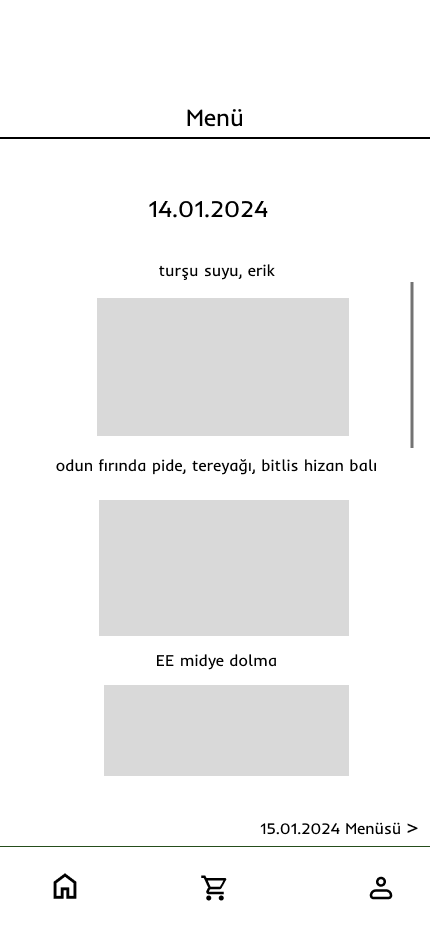 Menü
14.01.2024
turşu suyu, erik
odun fırında pide, tereyağı, bitlis hizan balı
EE midye dolma
15.01.2024 Menüsü >